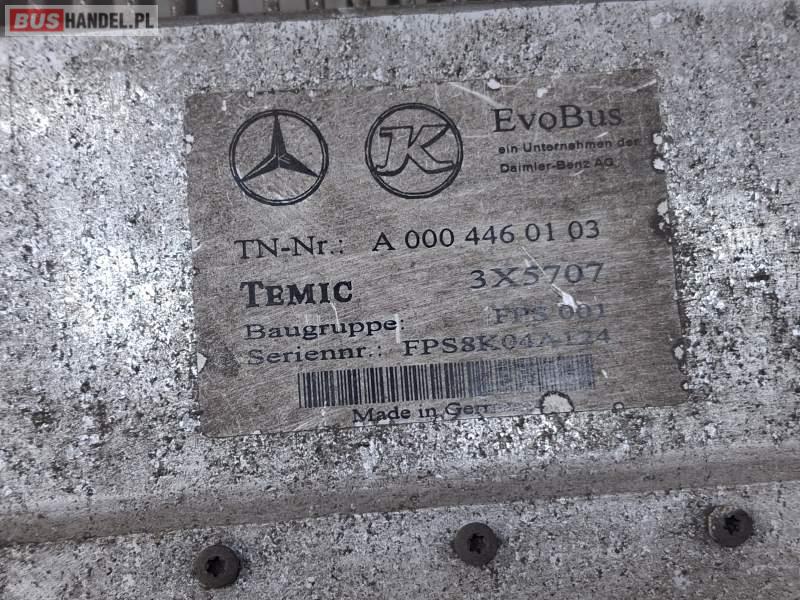 BUSHANDEL.PL
EvoBus
ein Unternehmen der
Daimler-Benz AG
TN-Nr.: A 000 446 01 03
TEMIC 3X5707
Baugruppe: FPS 001
Seriennr.: FPS8K04A124
Made in Ger